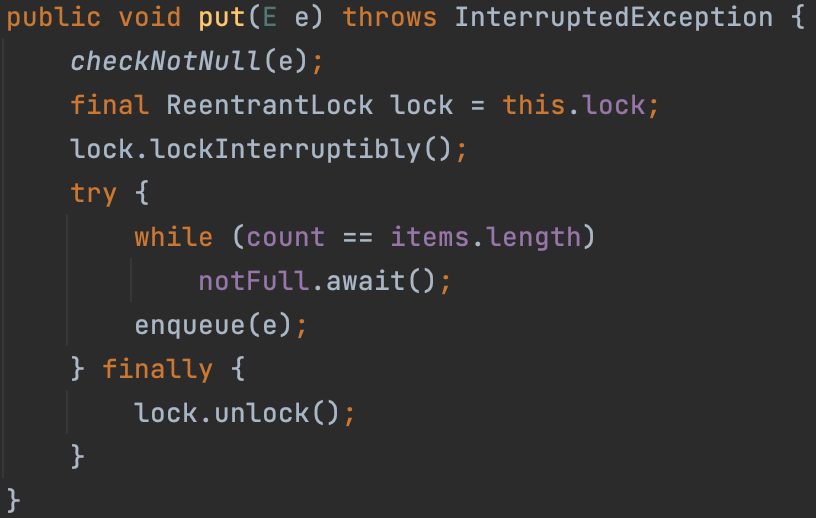 public void put(E e) throws InterruptedException {
    checkNotNull(e);
    final ReentrantLock lock = this.lock;
    lock.lockInterruptibly();
    try {
        while (count == items.length)
            notFull.await();
        enqueue(e);
    } finally {
        lock.unlock();
    }
}